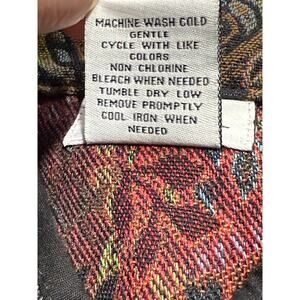 MACHINE WASH COLD
GENTLE
CYCLE WITH LIKE
COLORS
NON CHLORINE
BLEACH WHEN NEEDED
TUMBLE DRY LOW
REMOVE PROMPTLY
COOL IRON WHEN
NEEDED